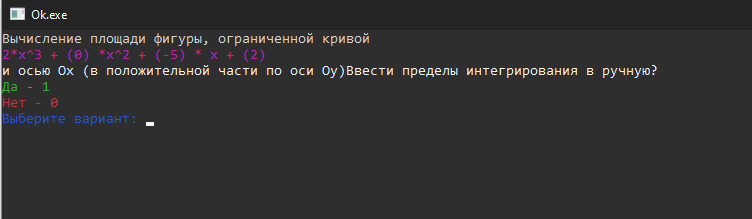 Ok.exe
Вычисление площади фигуры, ограниченной кривой
2*x^3 + (0) *x^2 + (-5) * x + (2)
и осью Ox (в положительной части по оси Oy)Ввести пределы интегрирования в ручную?
Да - 1
Нет - 0
Выберите вариант: